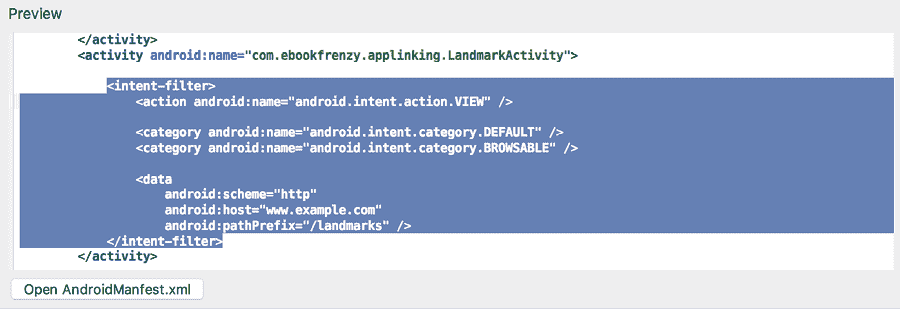 Preview
</activity>
<activity android:name="com.ebookfrenzy.applinking.LandmarkActivity">
<intent-filter>
<action android:name="android.intent.action.VIEW" />
<category android:name="android.intent.category.DEFAULT" />
<category android:name="android.intent.category.BROWSABLE" />
<data
android:scheme="http"
android:host="www.example.com"
android:pathPrefix="/landmarks" />
</intent-filter>
</activity>
Open AndroidManfest.xml